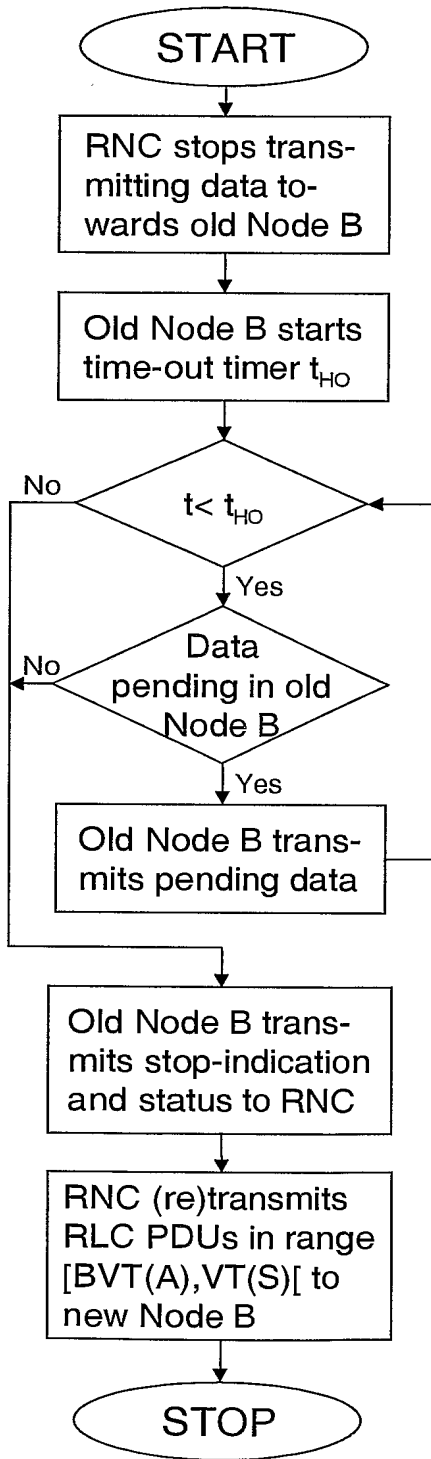 START
RNC stops trans-
mitting data to-
wards old Node B
Old Node B starts
time-out timer tHO
No
t< tHO
Yes
No
Data
pending in old
Node B
Yes
Old Node B trans-
mits pending data
Old Node B trans-
mits stop-indication
and status to RNC
RNC (re)transmits
RLC PDUs in range
[BVT(A),VT(S)[ to
new Node B
STOP